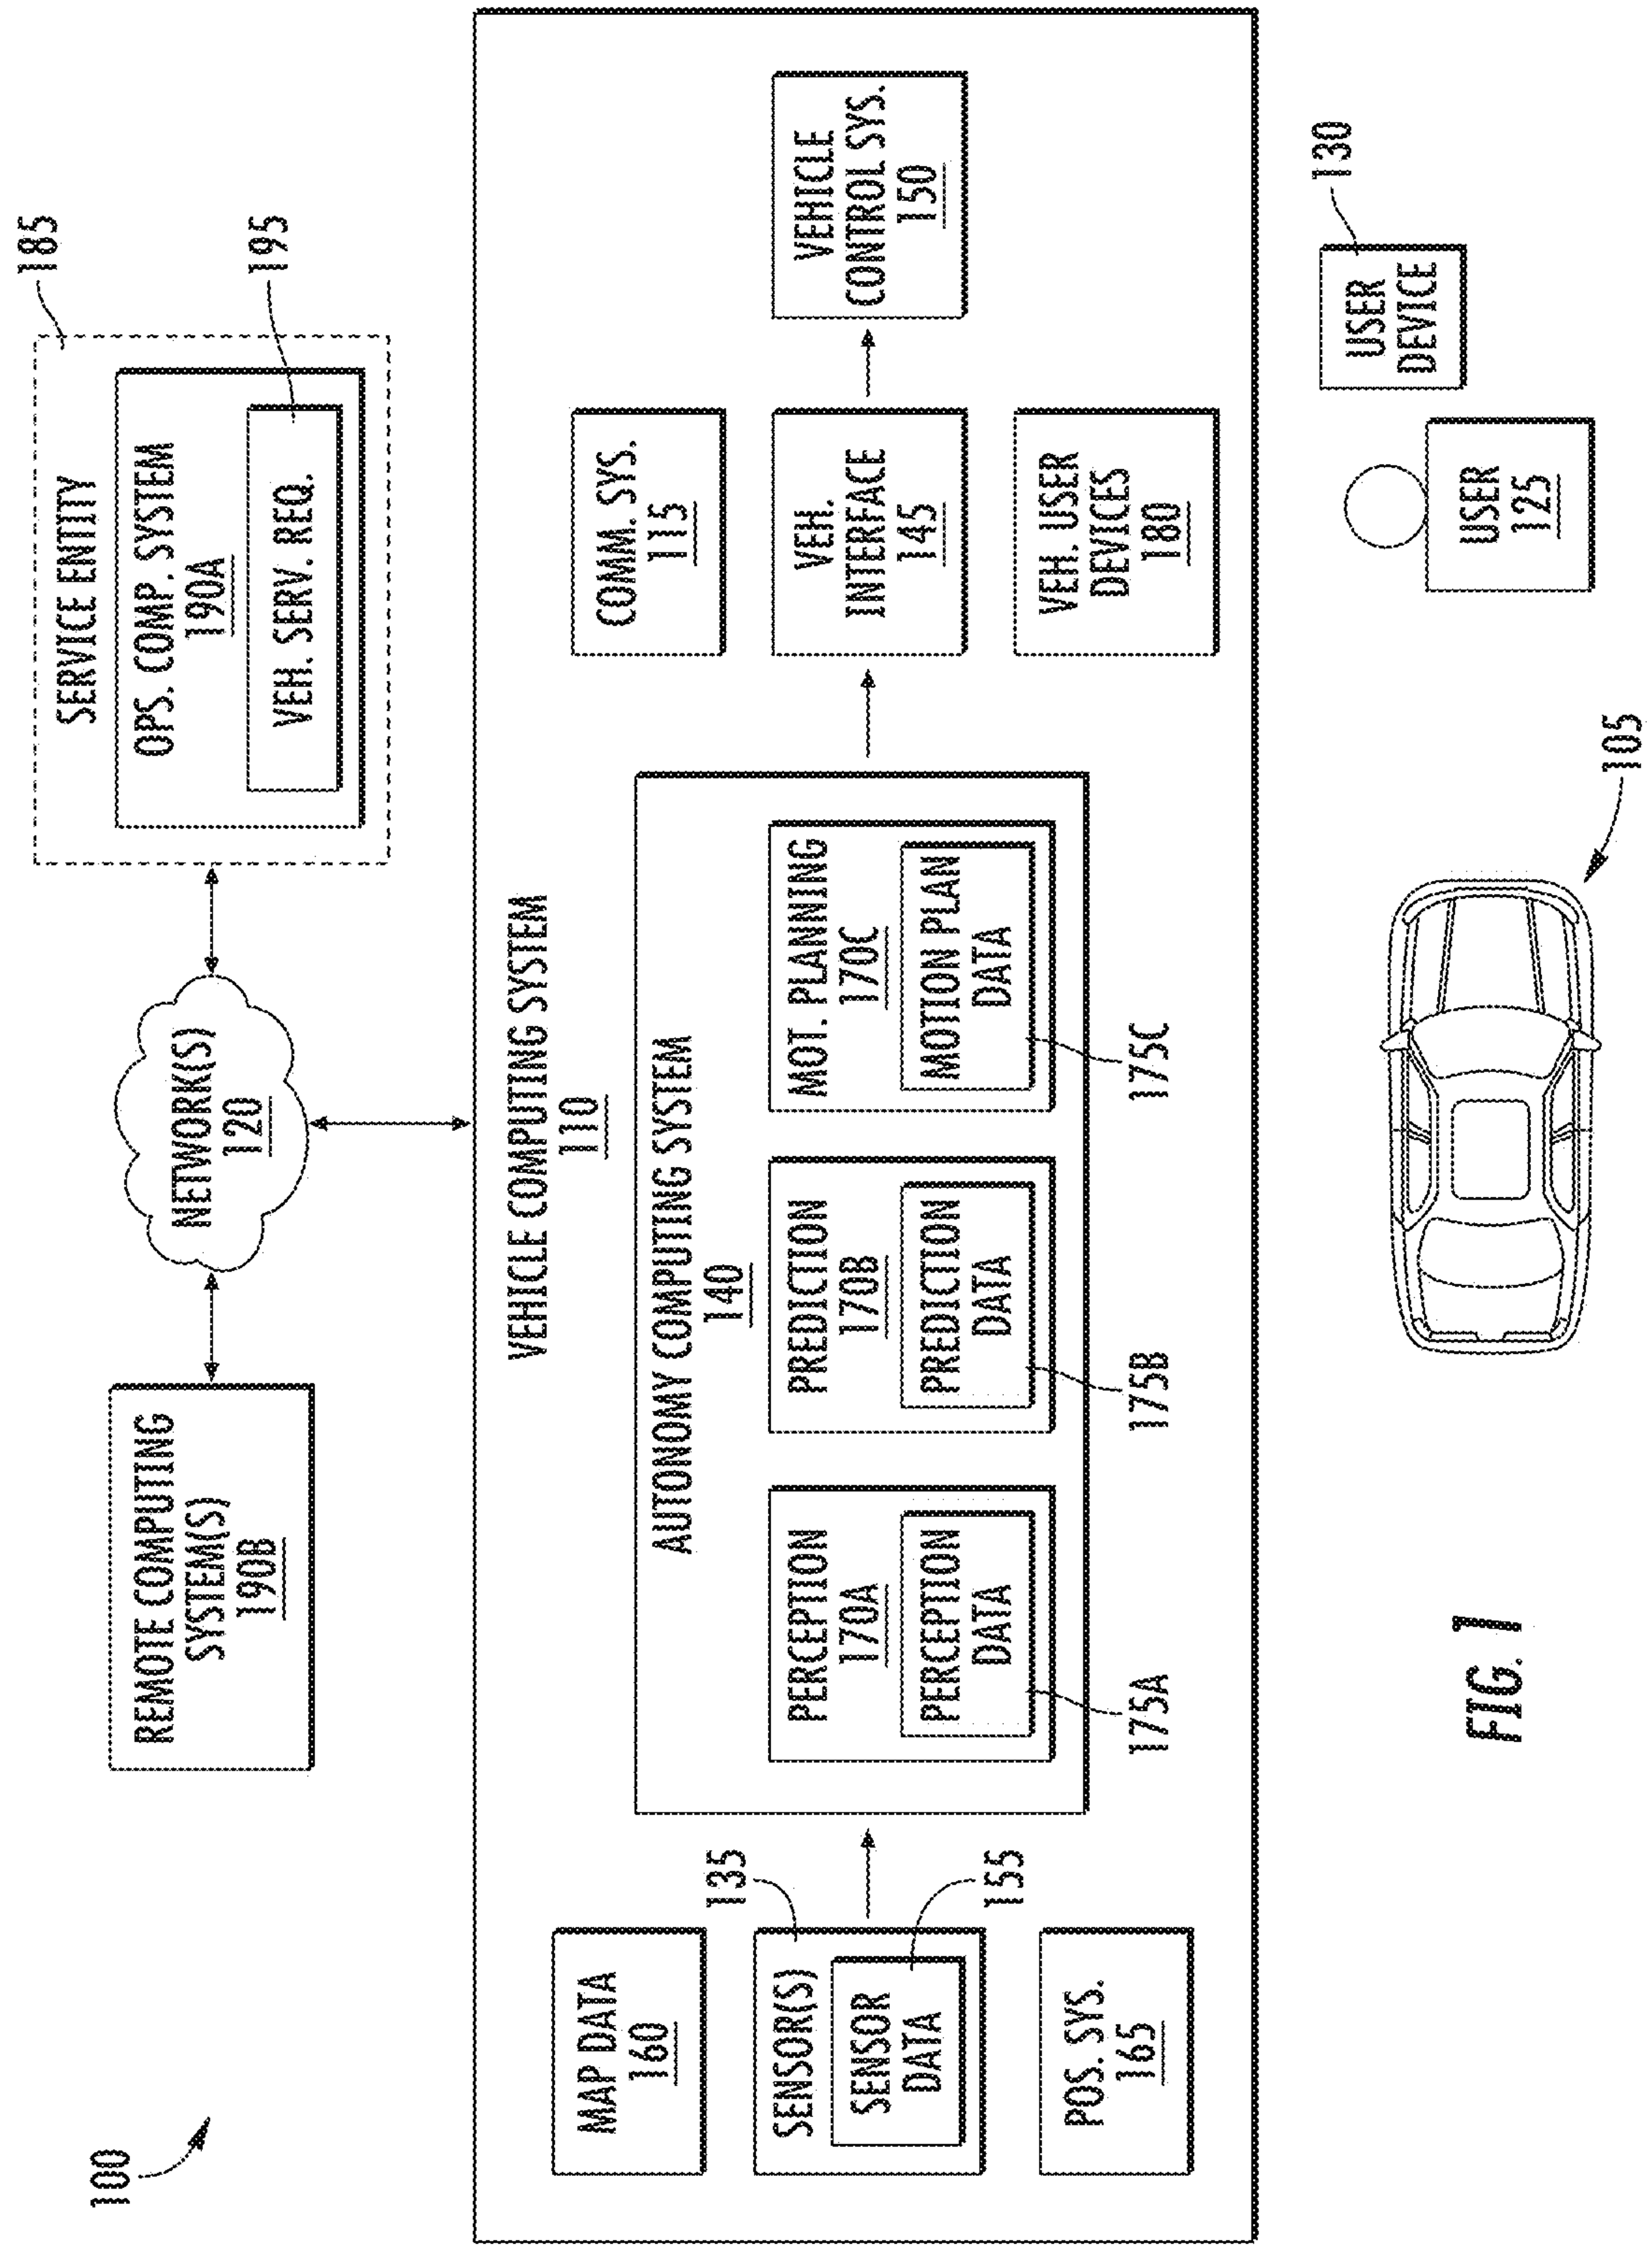 100
REMOTE COMPUTING
SYSTEM(S)
190B
NETWORK(S)
120
185
SERVICE ENTITY
OPS. COMP. SYSTEM
190A
VEH. SERV. REQ.
195
VEHICLE COMPUTING SYSTEM
110
MAP DATA
160
135
SENSOR(S)
SENSOR
DATA
155
POS. SYS.
165
AUTONOMY COMPUTING SYSTEM
140
PERCEPTION
170A
PERCEPTION
DATA
175A
PREDICTION
170B
PREDICTION
DATA
175B
MOT. PLANNING
170C
MOTION PLAN
DATA
175C
COMM. SYS.
115
VEH.
INTERFACE
145
VEH. USER
DEVICES
180
VEHICLE
CONTROL SYS.
150
105
USER
125
USER
DEVICE
130
FIG. 1